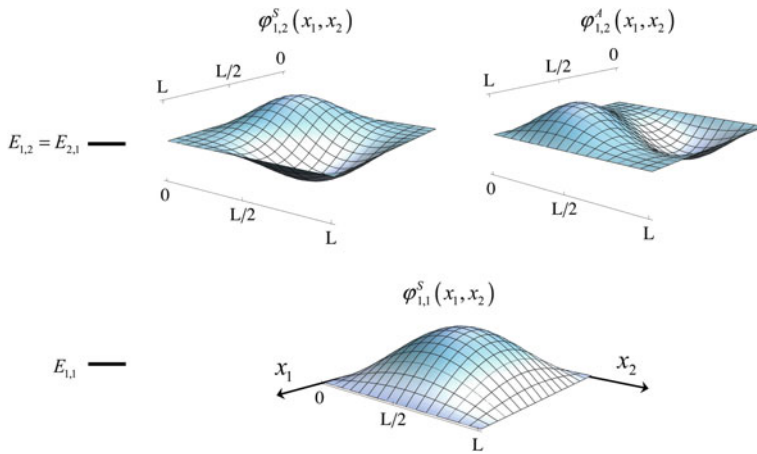 φ^S_{1,2}(x_1, x_2)
φ^A_{1,2}(x_1, x_2)
L L/2 0
L L/2 0
E_{1,2} = E_{2,1}
0 L/2 L
0 L/2 L
φ^S_{1,1}(x_1, x_2)
E_{1,1}
x_1
x_2
0 L/2 L